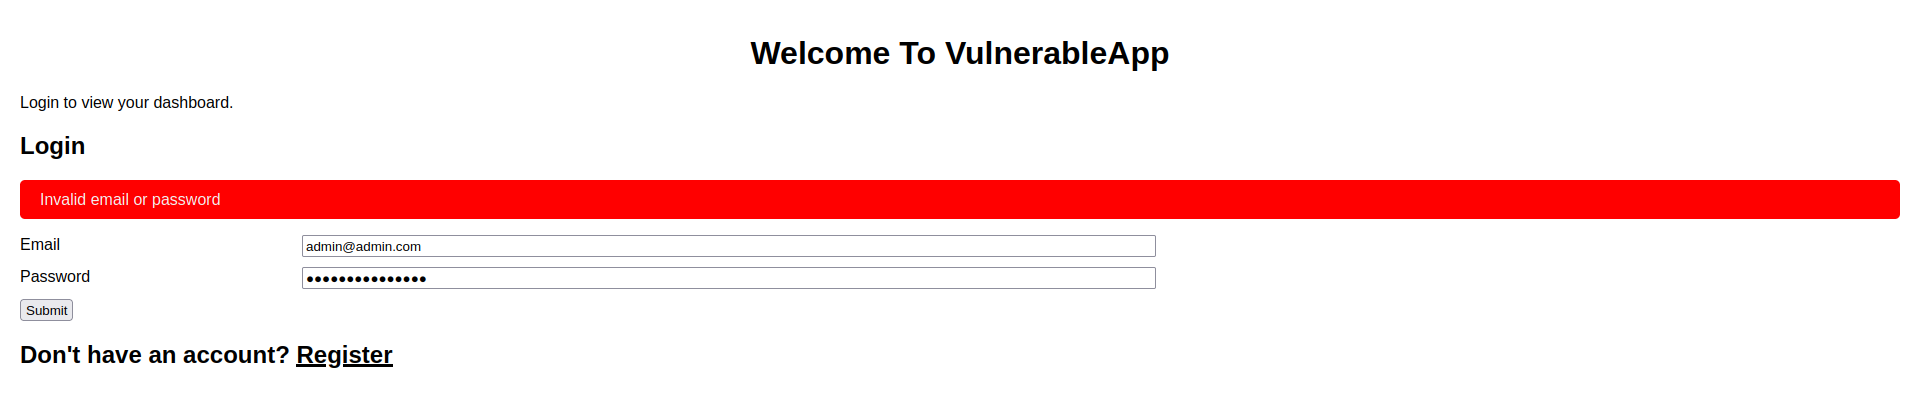 Welcome To VulnerableApp
Login to view your dashboard.
Login
Invalid email or password
Email
admin@admin.com
Password
•••••••••••••••
Submit
Don't have an account? Register